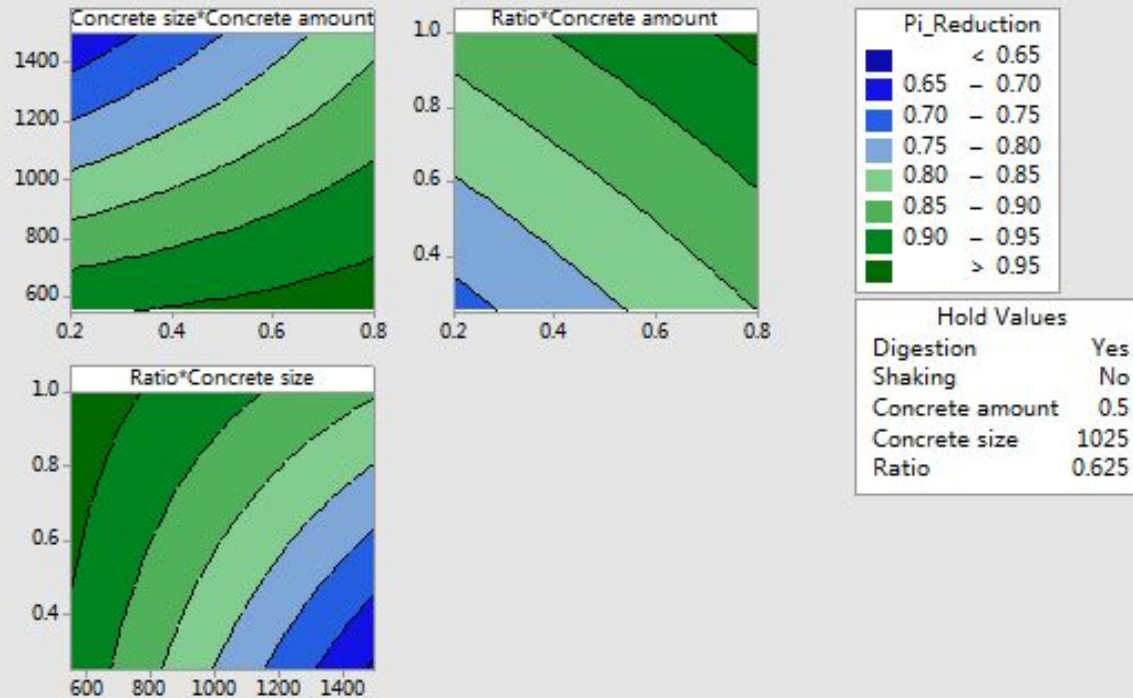 Concrete size*Concrete amount
1400
1200
1000
800
600
0.2 0.4 0.6 0.8
Ratio*Concrete amount
1.0
0.8
0.6
0.4
0.2 0.4 0.6 0.8
Pi_Reduction
< 0.65
0.65 – 0.70
0.70 – 0.75
0.75 – 0.80
0.80 – 0.85
0.85 – 0.90
0.90 – 0.95
> 0.95
Hold Values
Digestion Yes
Shaking No
Concrete amount 0.5
Concrete size 1025
Ratio 0.625
Ratio*Concrete size
1.0
0.8
0.6
0.4
600 800 1000 1200 1400